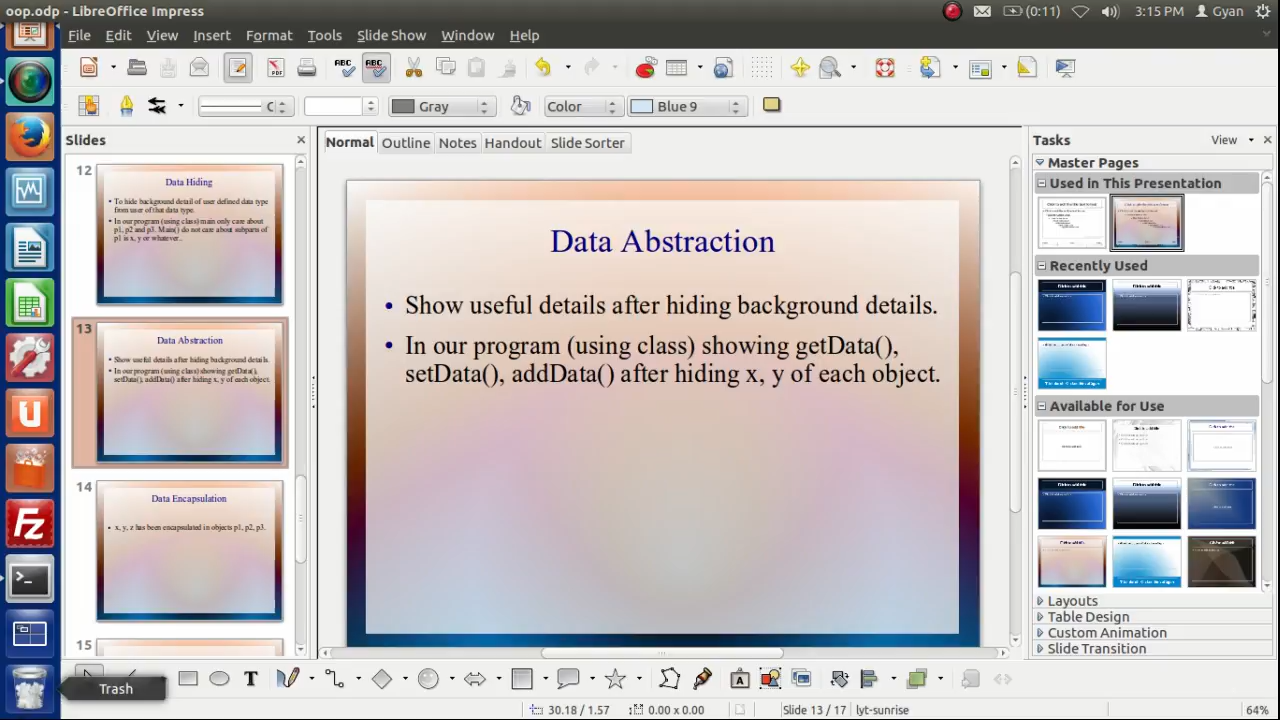 oop.odp - LibreOffice Impress
(0:11)
3:15 PM
Gyan
File Edit View Insert Format Tools Slide Show Window Help
ABC
ABC
C
Gray
Color
Blue 9
Slides
12
Data Hiding
• To hide background detail of user defined data type
from user of that data type.
• In our program (using class) main only care about
p1, p2 and p3. Main() do not care about subparts of
p1 is x, y or whatever..
13
Data Abstraction
• Show useful details after hiding background details.
• In our program (using class) showing getData(),
setData(), addData() after hiding x, y of each object.
14
Data Encapsulation
• x, y, z has been encapsulated in objects p1, p2, p3.
15
Normal Outline Notes Handout Slide Sorter
Data Abstraction
• Show useful details after hiding background details.
• In our program (using class) showing getData(),
setData(), addData() after hiding x, y of each object.
Tasks
View
Master Pages
Used in This Presentation
Recently Used
Available for Use
Layouts
Table Design
Custom Animation
Slide Transition
Trash
T
A
30.18 / 1.57
0.00 x 0.00
Slide 13 / 17
lyt-sunrise
64%